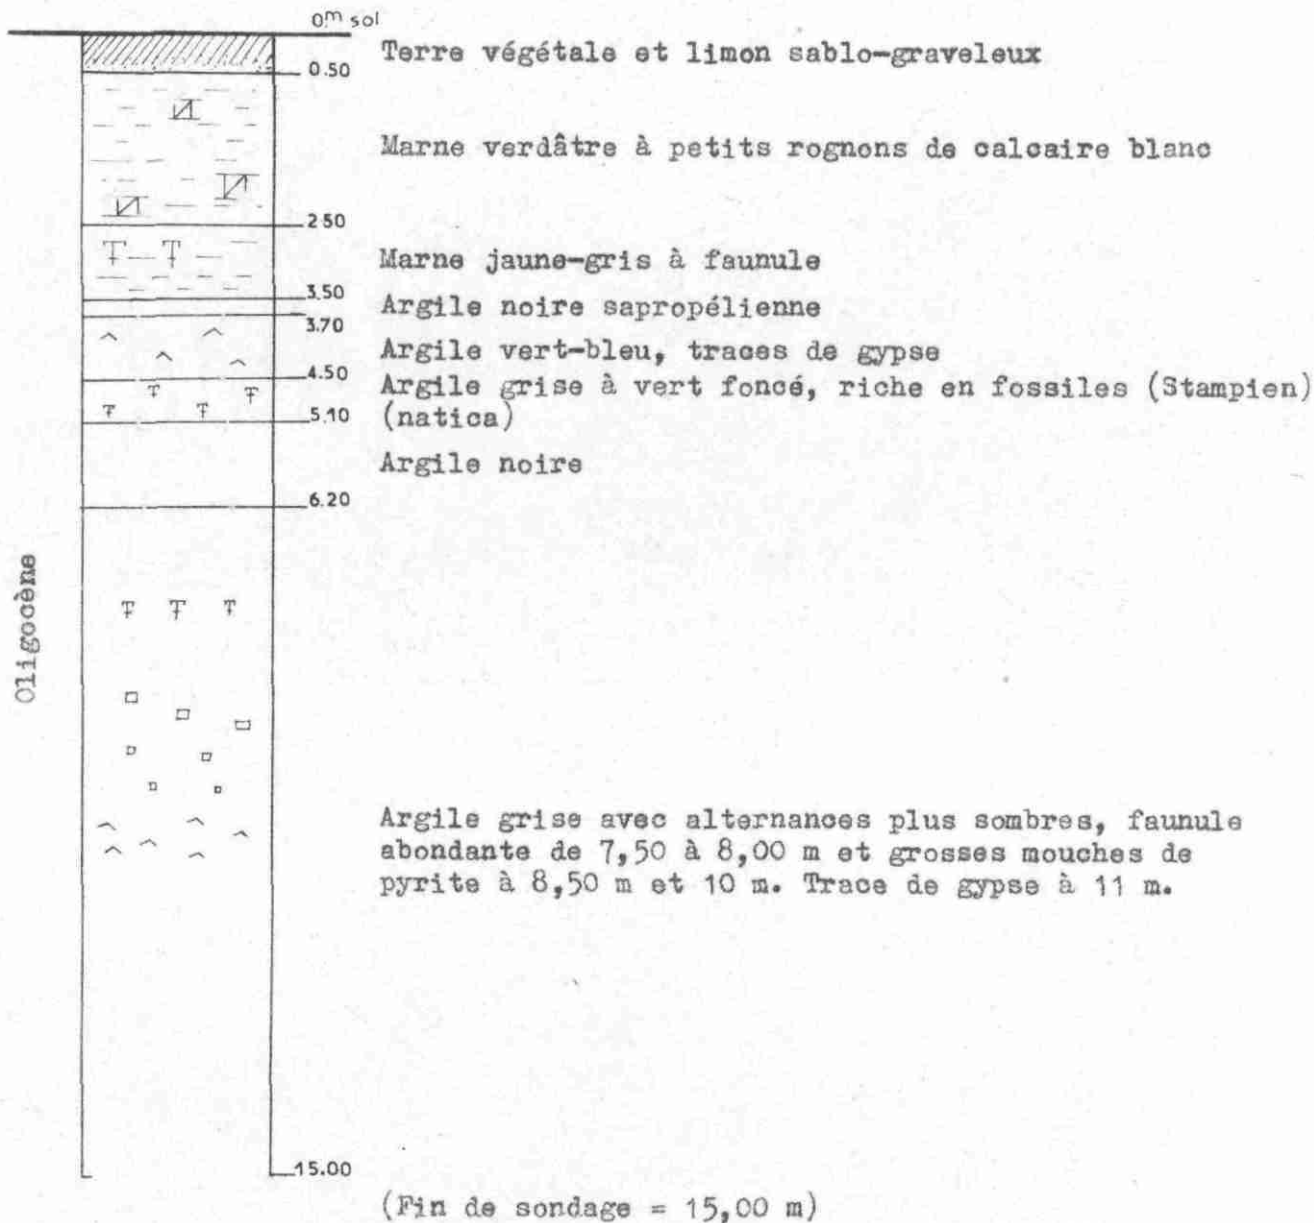 0m sol
Terre végétale et limon sablo-graveleux
0.50
Marne verdâtre à petits rognons de calcaire blanc
2.50
Marne jaune-gris à faunule
3.50
Argile noire sapropélienne
3.70
Argile vert-bleu, traces de gypse
4.50
Argile grise à vert foncé, riche en fossiles (Stampien)
5.10
(natica)
Argile noire
6.20
Oligocène
Argile grise avec alternances plus sombres, faunule
abondante de 7,50 à 8,00 m et grosses mouches de
pyrite à 8,50 m et 10 m. Trace de gypse à 11 m.
15.00
(Fin de sondage = 15,00 m)